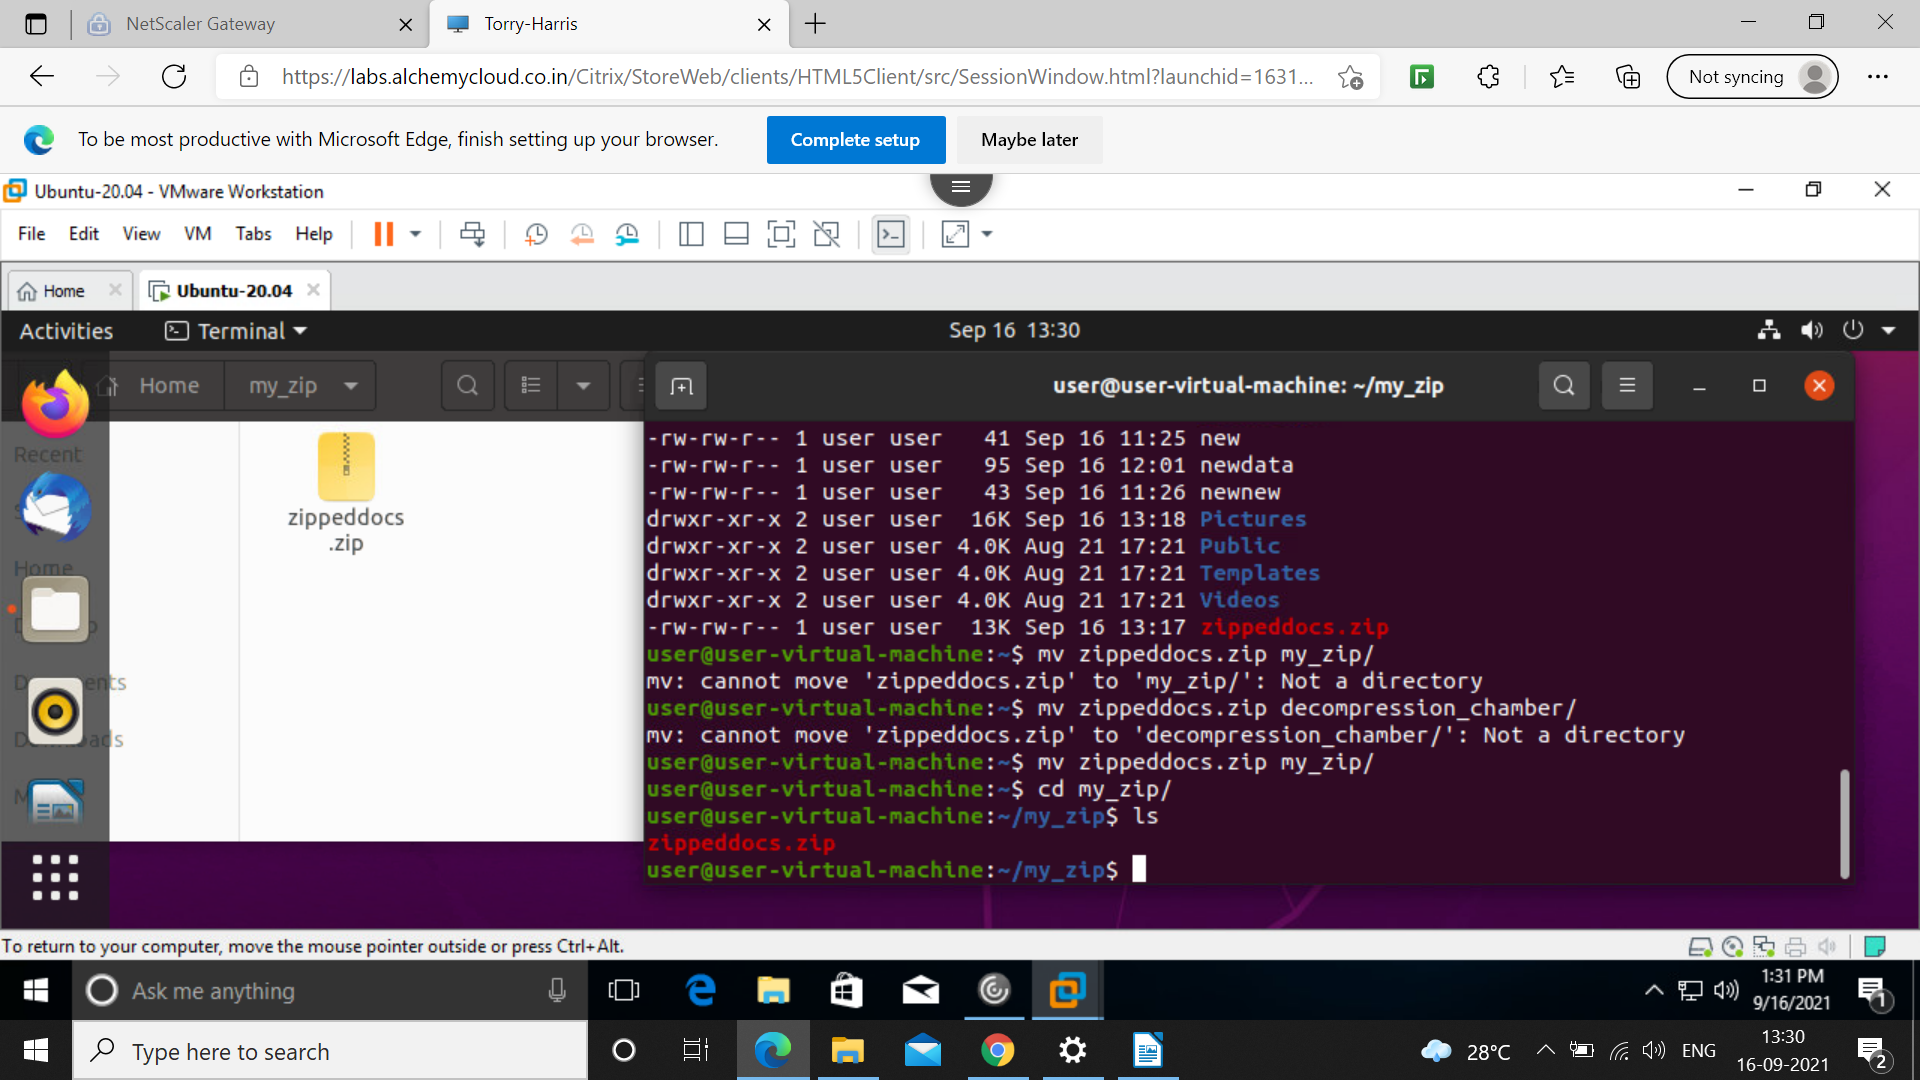 NetScaler Gateway
Torry-Harris
https://labs.alchemycloud.co.in/Citrix/StoreWeb/clients/HTML5Client/src/SessionWindow.html?launchid=1631...
Not syncing
To be most productive with Microsoft Edge, finish setting up your browser.
Complete setup
Maybe later
Ubuntu-20.04 - VMware Workstation
File Edit View VM Tabs Help
Home
Ubuntu-20.04
Activities
Terminal
Sep 16 13:30
Home
my_zip
user@user-virtual-machine: ~/my_zip
Recent
Home
zippeddocs
.zip
-rw-rw-r-- 1 user user 41 Sep 16 11:25 new
-rw-rw-r-- 1 user user 95 Sep 16 12:01 newdata
-rw-rw-r-- 1 user user 43 Sep 16 11:26 newnew
drwxr-xr-x 2 user user 16K Sep 16 13:18 Pictures
drwxr-xr-x 2 user user 4.0K Aug 21 17:21 Public
drwxr-xr-x 2 user user 4.0K Aug 21 17:21 Templates
drwxr-xr-x 2 user user 4.0K Aug 21 17:21 Videos
-rw-rw-r-- 1 user user 13K Sep 16 13:17 zippeddocs.zip
user@user-virtual-machine:~$ mv zippeddocs.zip my_zip/
mv: cannot move 'zippeddocs.zip' to 'my_zip/': Not a directory
user@user-virtual-machine:~$ mv zippeddocs.zip decompression_chamber/
mv: cannot move 'zippeddocs.zip' to 'decompression_chamber/': Not a directory
user@user-virtual-machine:~$ mv zippeddocs.zip my_zip/
user@user-virtual-machine:~$ cd my_zip/
user@user-virtual-machine:~/my_zip$ ls
zippeddocs.zip
user@user-virtual-machine:~/my_zip$
To return to your computer, move the mouse pointer outside or press Ctrl+Alt.
Ask me anything
1:31 PM
9/16/2021
1
Type here to search
28°C
ENG
13:30
16-09-2021
2